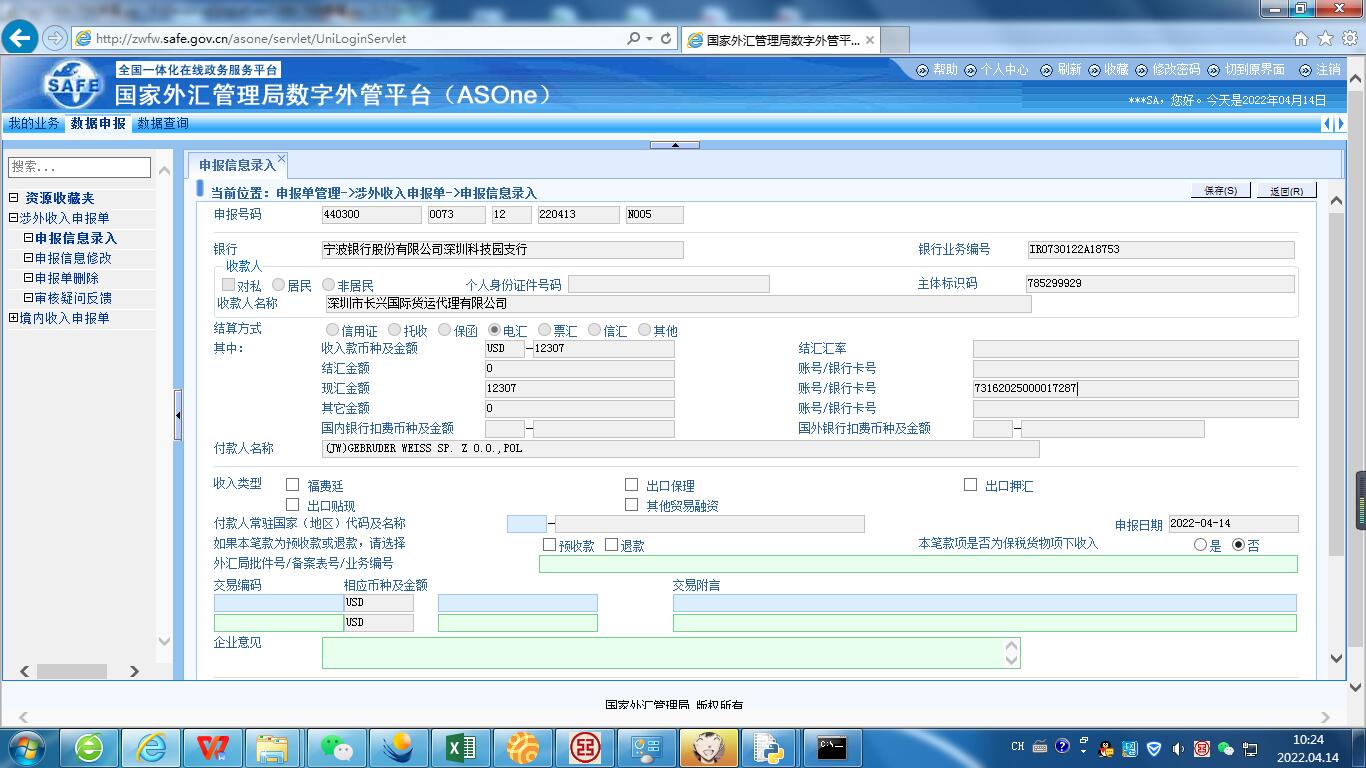 http://zwfw.safe.gov.cn/asone/servlet/UniLoginServlet
国家外汇管理局数字外管平...
全国一体化在线政务服务平台
SAFE 国家外汇管理局数字外管平台（ASOne）
帮助 个人中心 刷新 收藏 修改密码 切到原界面 注销
***SA，您好。今天是2022年04月14日
我的业务 数据申报 数据查询
搜索...
资源收藏夹
涉外收入申报单
申报信息录入
申报信息修改
申报单删除
审核疑问反馈
境内收入申报单
申报信息录入
当前位置：申报单管理->涉外收入申报单->申报信息录入 保存(S) 返回(R)
申报号码 440300 0073 12 220413 N005
银行 宁波银行股份有限公司深圳科技园支行 银行业务编号 IR0730122A18753
收款人
对私 居民 非居民 个人身份证件号码 主体标识码 785299929
收款人名称 深圳市长兴国际货运代理有限公司
结算方式 信用证 托收 保函 电汇 票汇 信汇 其他
其中： 收入款币种及金额 USD -12307 结汇汇率
结汇金额 0 账号/银行卡号
现汇金额 12307 账号/银行卡号 73162025000017287
其它金额 0 账号/银行卡号
国内银行扣费币种及金额 - 国外银行扣费币种及金额 -
付款人名称 (JW)GEBRUDER WEISS SP. Z O.O.,POL
收入类型 福费廷 出口保理 出口押汇
出口贴现 其他贸易融资
付款人常驻国家（地区）代码及名称 - 申报日期 2022-04-14
如果本笔款为预收款或退款，请选择 预收款 退款 本笔款项是否为保税货物项下收入 是 否
外汇局批件号/备案表号/业务编号
交易编码 相应币种及金额 交易附言
USD
USD
企业意见
国家外汇管理局 版权所有
CH
10:24
2022.04.14